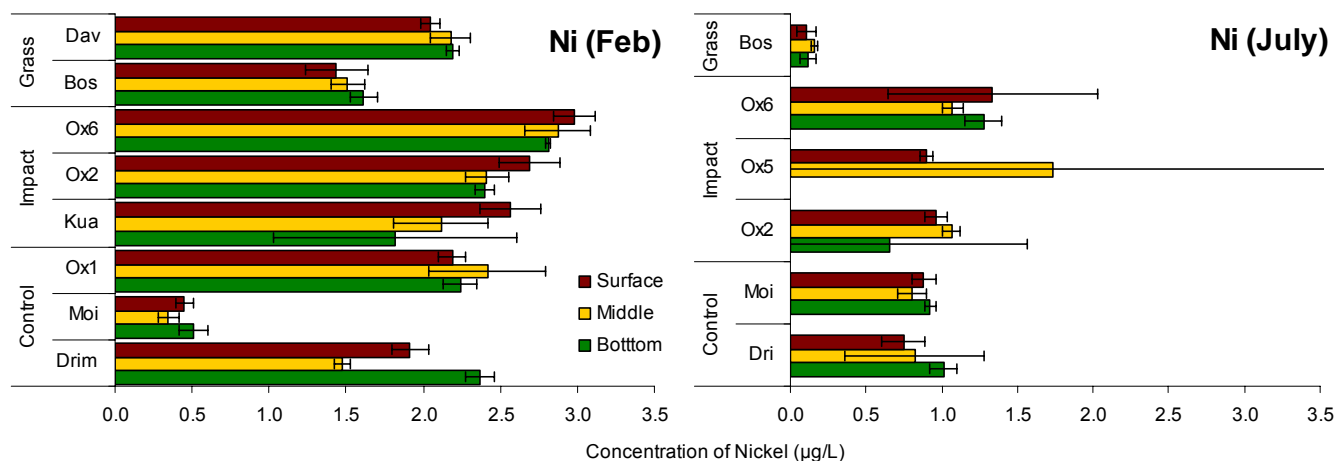 Ni (Feb)
Grass
Dav
Bos
Impact
Ox6
Ox2
Kua
Control
Ox1
Moi
Drim
Surface
Middle
Botttom
0.0 0.5 1.0 1.5 2.0 2.5 3.0 3.5
Ni (July)
Grass
Bos
Impact
Ox6
Ox5
Ox2
Control
Moi
Dri
0.0 0.5 1.0 1.5 2.0 2.5 3.0 3.5
Concentration of Nickel (µg/L)